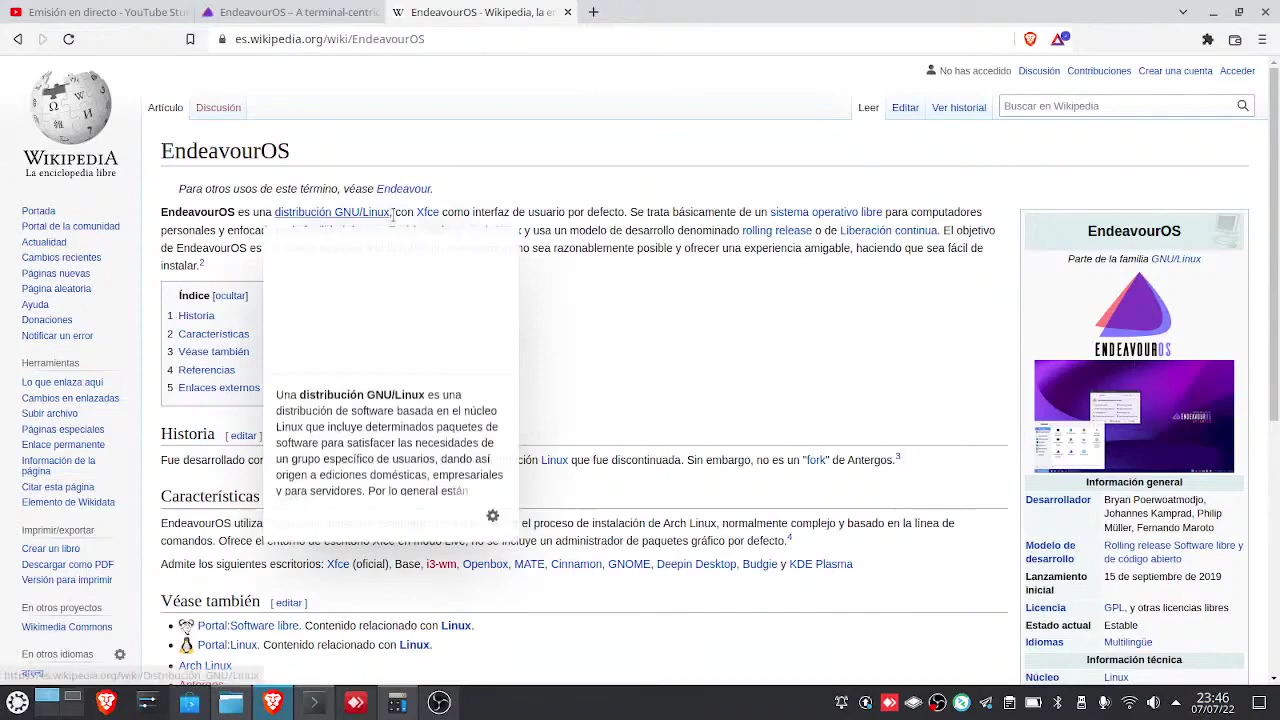 Emisión en directo - YouTube Stu
EndeavourOS – A terminal-centric
EndeavourOS - Wikipedia, la en
es.wikipedia.org/wiki/EndeavourOS
No has accedido Discusión Contribuciones Crear una cuenta Acceder
Artículo Discusión Leer Editar Ver historial Buscar en Wikipedia
WIKIPEDIA
La enciclopedia libre
Portada
Portal de la comunidad
Actualidad
Cambios recientes
Páginas nuevas
Página aleatoria
Ayuda
Donaciones
Notificar un error
Herramientas
Lo que enlaza aquí
Cambios en enlazadas
Subir archivo
Páginas especiales
Enlace permanente
Información de la
página
Citar esta página
Elemento de Wikidata
Imprimir/exportar
Crear un libro
Descargar como PDF
Versión para imprimir
En otros proyectos
Wikimedia Commons
En otros idiomas
EndeavourOS
Para otros usos de este término, véase Endeavour.
EndeavourOS es una distribución GNU/Linux, con Xfce como interfaz de usuario por defecto. Se trata básicamente de un sistema operativo libre para computadores
personales y enfocad x y usa un modelo de desarrollo denominado rolling release o de Liberación continua. El objetivo
de EndeavourOS es no sea razonablemente posible y ofrecer una experiencia amigable, haciendo que sea fácil de
instalar.2
Índice [ocultar]
1 Historia
2 Características
3 Véase también
4 Referencias
5 Enlaces externos
Una distribución GNU/Linux es una
distribución de software basada en el núcleo
Linux que incluye determinados paquetes de
software para satisfacer las necesidades de
un grupo específico de usuarios, dando así
origen a ediciones domésticas, empresariales
y para servidores. Por lo general están
Historia [ editar ]
Fue desarrollado co ción Linux que fue discontinuada. Sin embargo, no es un "fork" de Antergos.3
Características
EndeavourOS utiliza el proceso de instalación de Arch Linux, normalmente complejo y basado en la línea de
comandos. Ofrece el entorno de escritorio Xfce en modo Live, no se incluye un administrador de paquetes gráfico por defecto.4
Admite los siguientes escritorios: Xfce (oficial), Base, i3-wm, Openbox, MATE, Cinnamon, GNOME, Deepin Desktop, Budgie y KDE Plasma
Véase también [ editar ]
Portal:Software libre. Contenido relacionado con Linux.
Portal:Linux. Contenido relacionado con Linux.
Arch Linux
Antergos
EndeavourOS
Parte de la familia GNU/Linux
ENDEAVOUROS
Información general
Desarrollador Bryan Poerwoatmodjo,
Johannes Kamprad, Philip
Müller, Fernando Maroto
Modelo de Rolling release Software libre y
desarrollo de código abierto
Lanzamiento 15 de septiembre de 2019
inicial
Licencia GPL, y otras licencias libres
Estado actual Estable
Idiomas Multilingüe
Información técnica
Núcleo Linux
https://es.wikipedia.org/wiki/Distribución_GNU/Linux
23:46
07/07/22